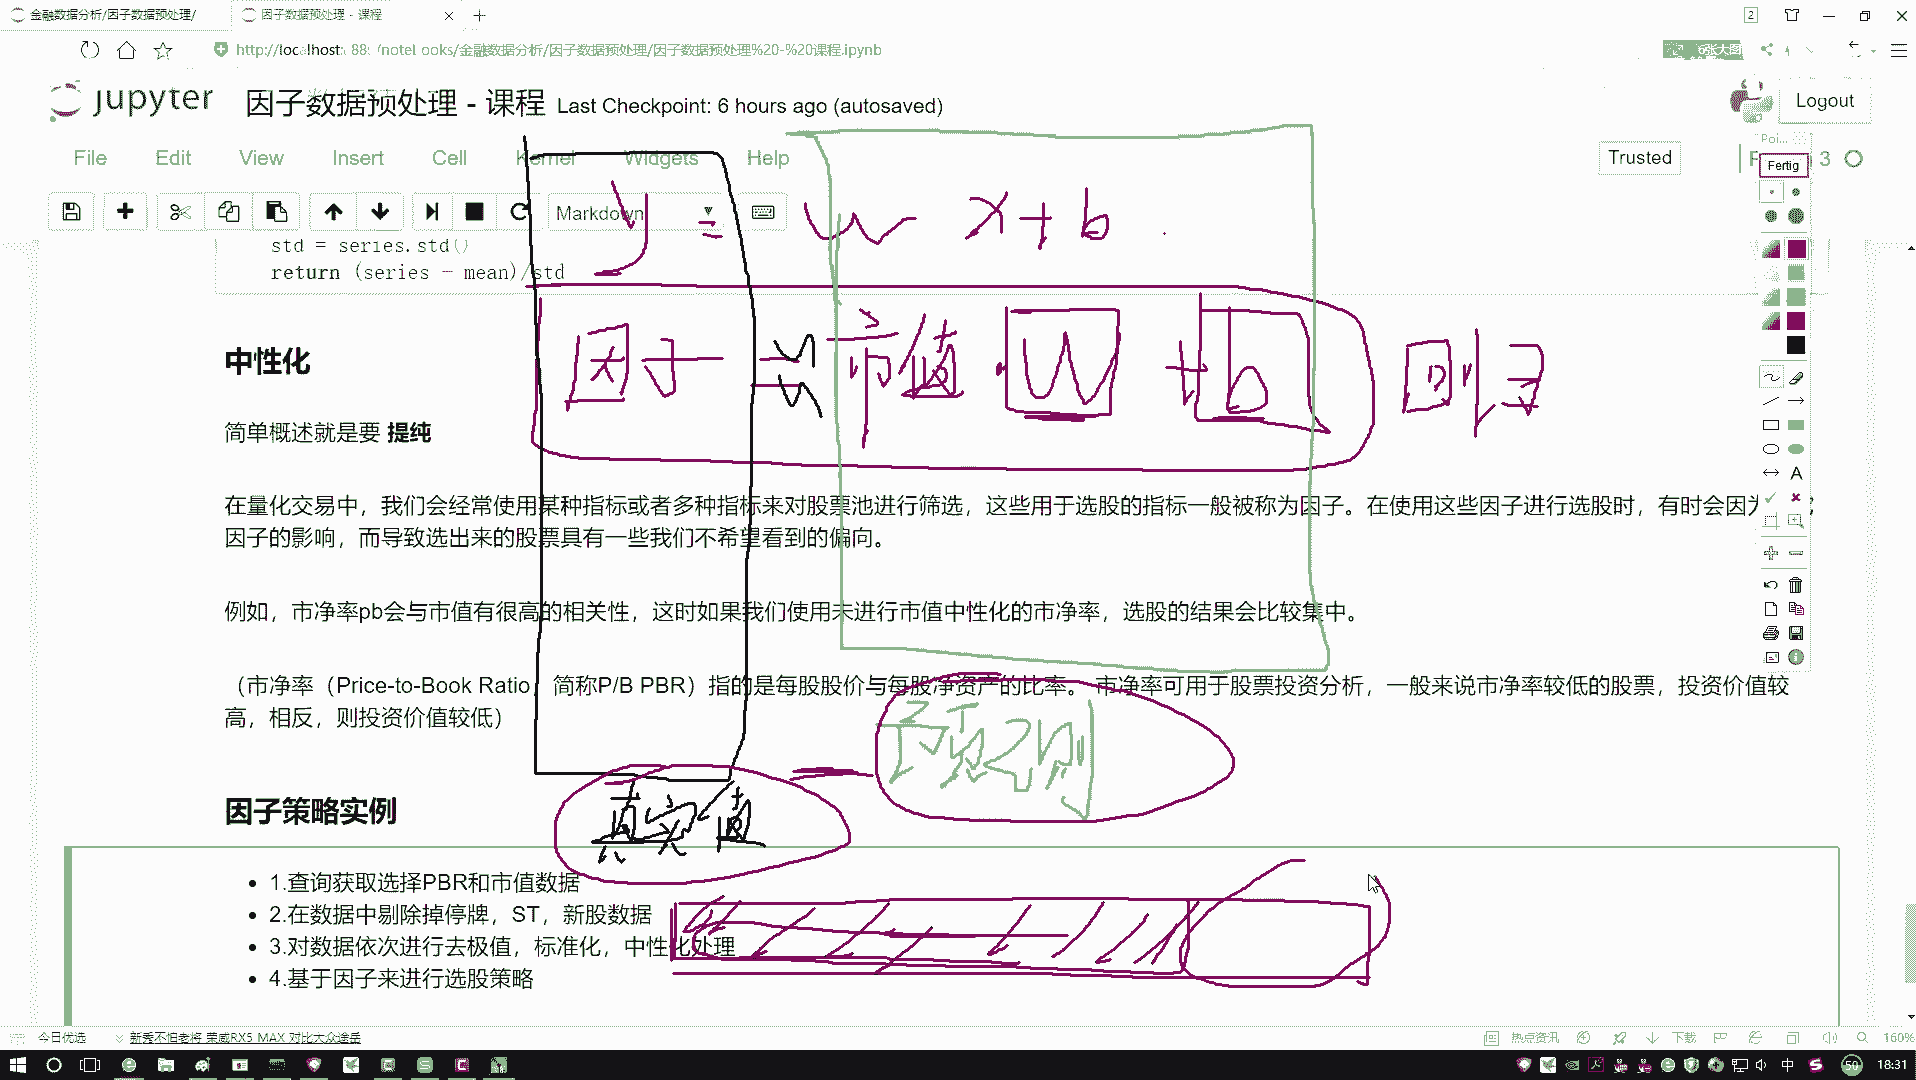 金融数据分析/因子数据预处理/
因子数据预处理 - 课程
2
http://localhost:88
/notebooks/金融数据分析/因子数据预处理/因子数据预处理%20-%20课程.ipynb
6张大图
jupyter 因子数据预处理 - 课程 Last Checkpoint: 6 hours ago (autosaved)
Logout
File Edit View Insert Cell Kernel Widgets Help
Trusted
3
Fertig
Markdown
y = w x + b
std = series.std()
return (series - mean)/std
因子 市值 · W + b 回归
中性化
简单概述就是要 提纯
在量化交易中，我们会经常使用某种指标或者多种指标来对股票池进行筛选，这些用于选股的指标一般被称为因子。在使用这些因子进行选股时，有时会因为
因子的影响，而导致选出来的股票具有一些我们不希望看到的偏向。
例如，市净率pb会与市值有很高的相关性，这时如果我们使用未进行市值中性化的市净率，选股的结果会比较集中。
（市净率（Price-to-Book Ratio，简称P/B PBR）指的是每股股价与每股净资产的比率。 市净率可用于股票投资分析，一般来说市净率较低的股票，投资价值较
高，相反，则投资价值较低）
预测
真实值
因子策略实例
1.查询获取选择PBR和市值数据
2.在数据中剔除掉停牌，ST，新股数据
3.对数据依次进行去极值，标准化，中性化处理
4.基于因子来进行选股策略
今日优选
新秀不怕老将 荣威RX5 MAX 对比大众途岳
热点资讯
下载
160%
中
50
18:31